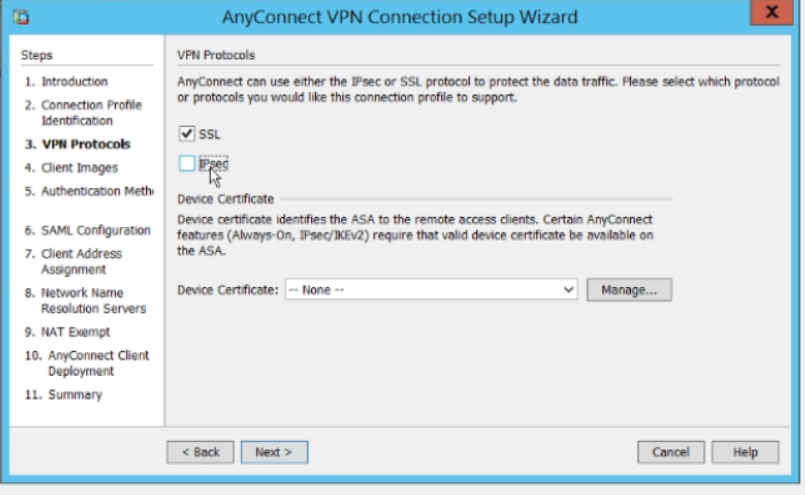 AnyConnect VPN Connection Setup Wizard
X
Steps
1. Introduction
2. Connection Profile
Identification
3. VPN Protocols
4. Client Images
5. Authentication Meth
6. SAML Configuration
7. Client Address
Assignment
8. Network Name
Resolution Servers
9. NAT Exempt
10. AnyConnect Client
Deployment
11. Summary
VPN Protocols
AnyConnect can use either the IPsec or SSL protocol to protect the data traffic. Please select which protocol
or protocols you would like this connection profile to support.
SSL
IPsec
Device Certificate
Device certificate identifies the ASA to the remote access clients. Certain AnyConnect
features (Always-On, IPsec/IKEv2) require that valid device certificate be available on
the ASA.
Device Certificate: -- None -- Manage...
< Back Next > Cancel Help